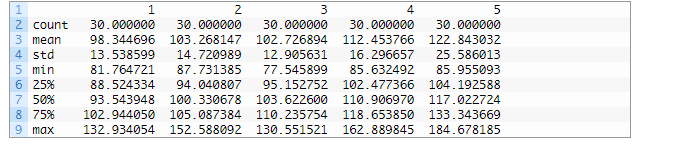 1 1 2 3 4 5
2 count 30.000000 30.000000 30.000000 30.000000 30.000000
3 mean 98.344696 103.268147 102.726894 112.453766 122.843032
4 std 13.538599 14.720989 12.905631 16.296657 25.586013
5 min 81.764721 87.731385 77.545899 85.632492 85.955093
6 25% 88.524334 94.040807 95.152752 102.477366 104.192588
7 50% 93.543948 100.330678 103.622600 110.906970 117.022724
8 75% 102.944050 105.087384 110.235754 118.653850 133.343669
9 max 132.934054 152.588092 130.551521 162.889845 184.678185